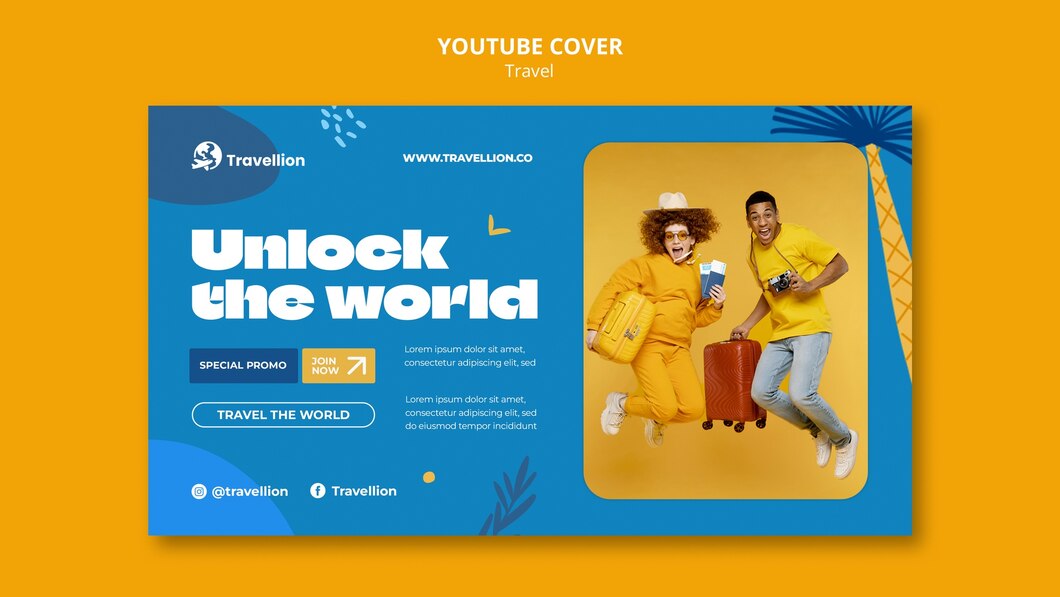 YOUTUBE COVER
Travel
Travellion
WWW.TRAVELLION.CO
Unlock
the world
SPECIAL PROMO
JOIN
NOW
TRAVEL THE WORLD
Lorem ipsum dolor sit amet,
consectetur adipiscing elit, sed
Lorem ipsum dolor sit amet,
consectetur adipiscing elit, sed
do eiusmod tempor incididunt
@travellion
Travellion